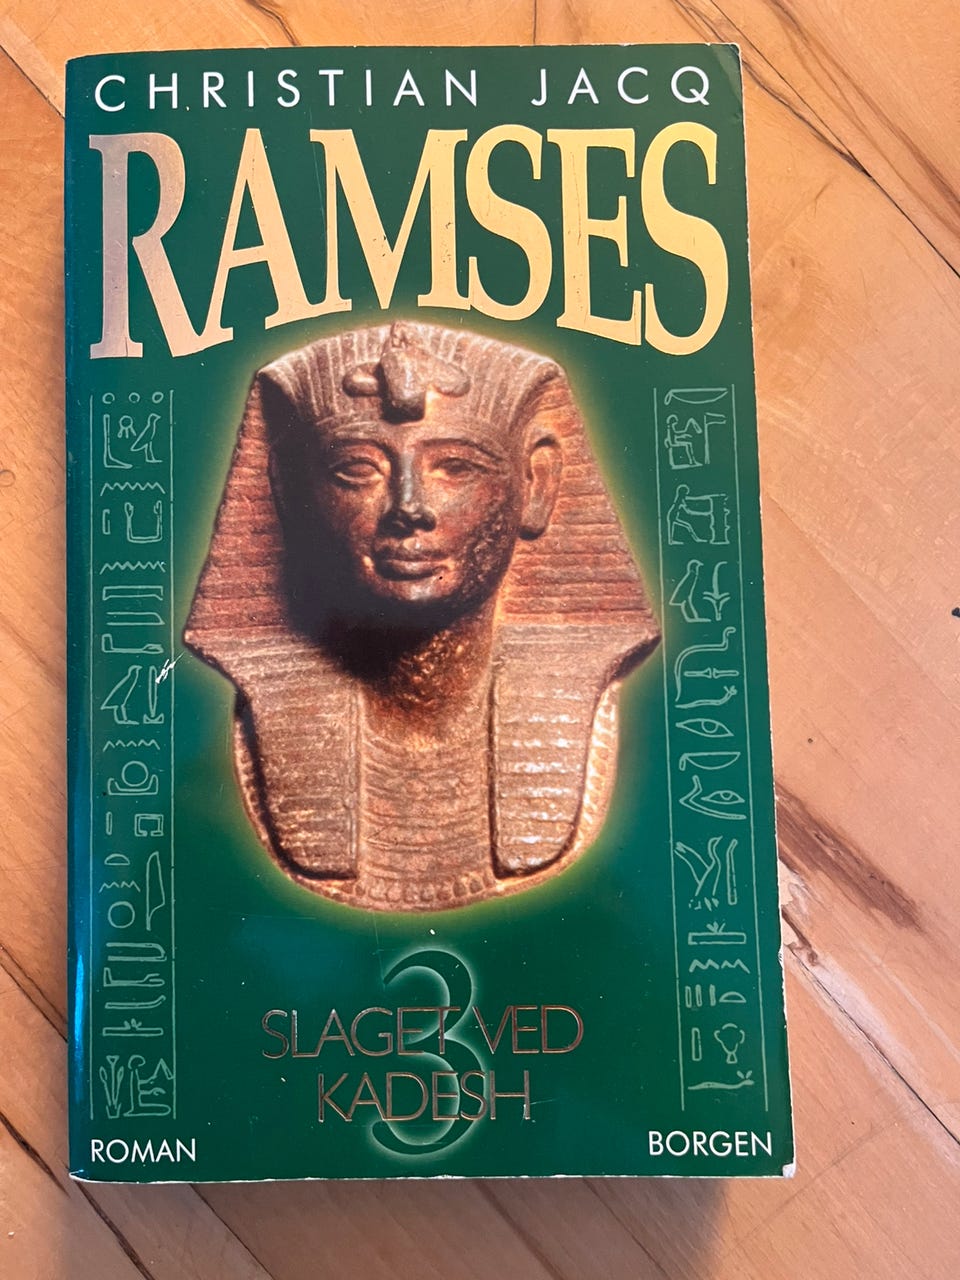 CHRISTIAN JACQ
RAMSES
3
SLAGET VED
KADESH
ROMAN
BORGEN